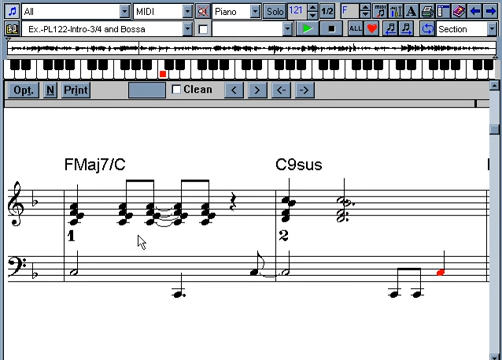 All MIDI Piano Solo 121 1/2 F
Ex.-PL122-Intro-3/4 and Bossa ALL Section
Opt. N Print Clean < > <- ->
FMaj7/C C9sus
1 2